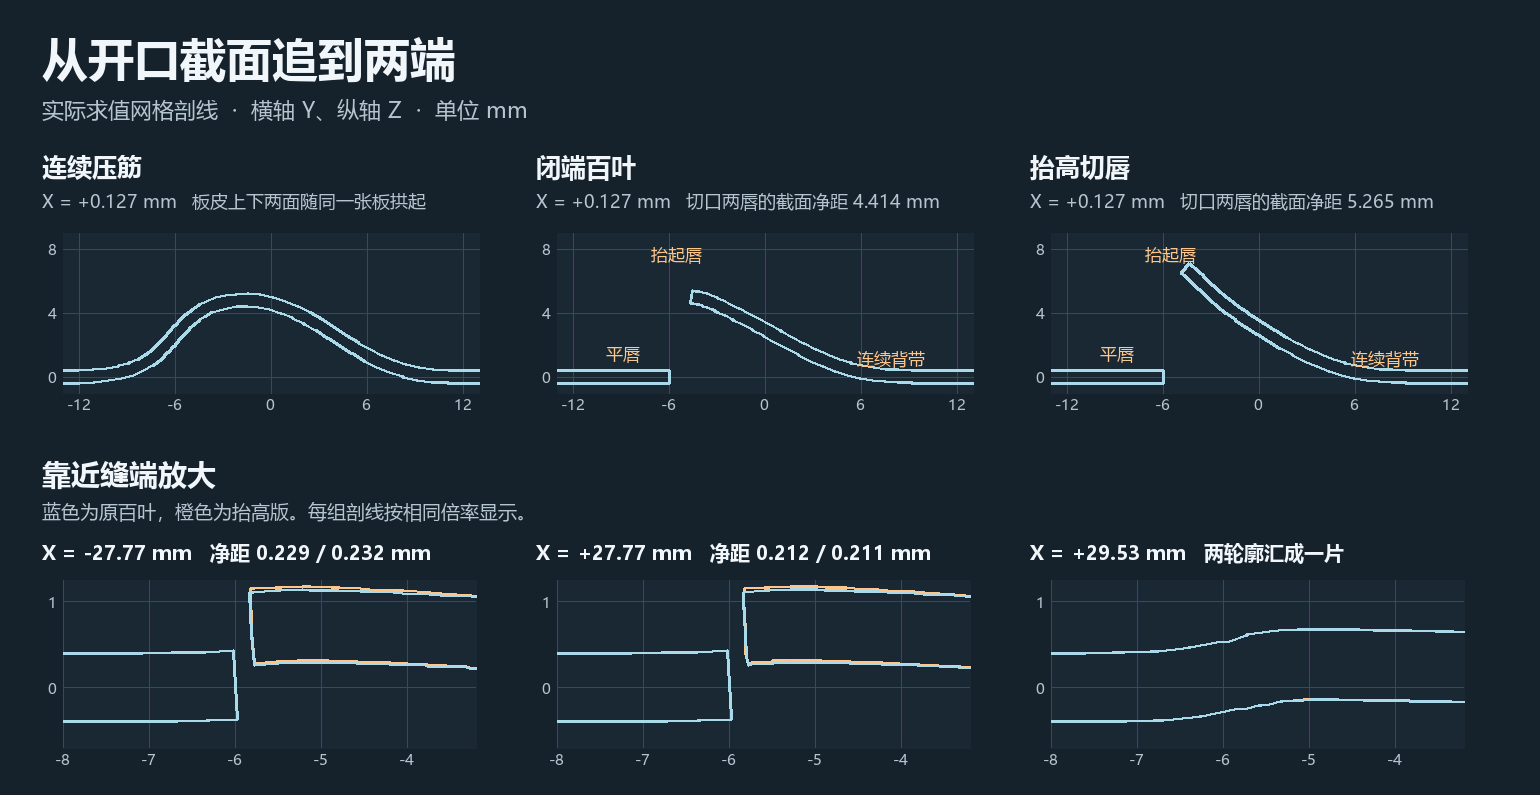 从开口截面追到两端
实际求值网格剖线 · 横轴 Y、纵轴 Z · 单位 mm
连续压筋
X = +0.127 mm 板皮上下两面随同一张板拱起
8
4
0
-12 -6 0 6 12
闭端百叶
X = +0.127 mm 切口两唇的截面净距 4.414 mm
抬起唇
平唇
连续背带
8
4
0
-12 -6 0 6 12
抬高切唇
X = +0.127 mm 切口两唇的截面净距 5.265 mm
抬起唇
平唇
连续背带
8
4
0
-12 -6 0 6 12
靠近缝端放大
蓝色为原百叶，橙色为抬高版。每组剖线按相同倍率显示。
X = -27.77 mm 净距 0.229 / 0.232 mm
1
0
-8 -7 -6 -5 -4
X = +27.77 mm 净距 0.212 / 0.211 mm
1
0
-8 -7 -6 -5 -4
X = +29.53 mm 两轮廓汇成一片
1
0
-8 -7 -6 -5 -4